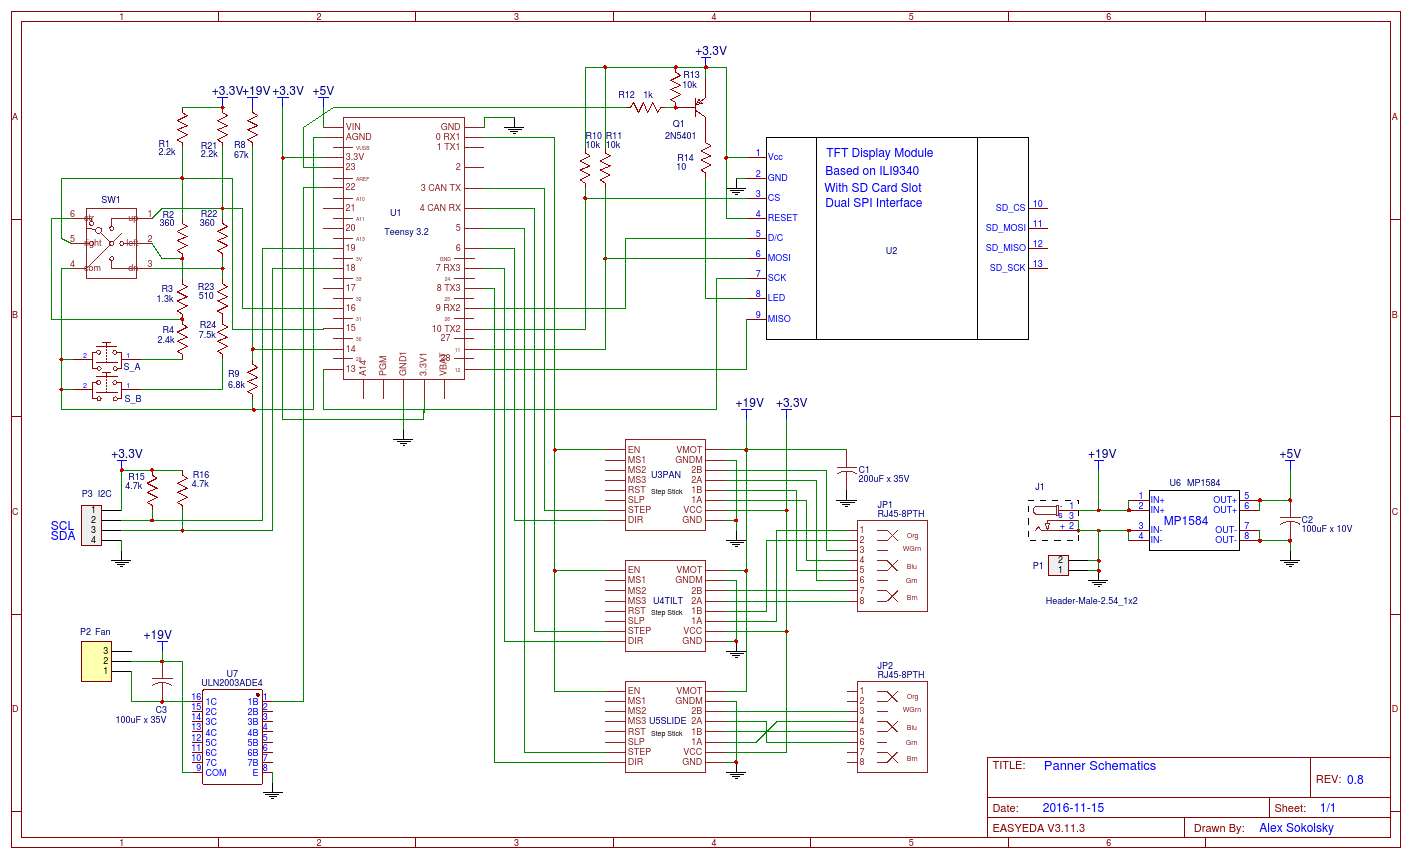 1 2 3 4 5 6
A
B
C
D
A
B
C
D
1 2 3 4 5 6
+3.3V +19V +3.3V +5V
R1
2.2k
R21
2.2k
R8
67k
SW1
6 ctr up 1
5 right left 2
4 com dn 3
R2
360
R22
360
R3
1.3k
R23
510
R4
2.4k
R24
7.5k
R9
6.8k
2 1
S_A
2 1
S_B
U1
Teensy 3.2
VIN
AGND
VUSB
3.3V
23
AREF
22
A10
21
A11
20
A13
19
3V
18
33
17
32
16
31
15
30
14
29
13
A14
PGM
GND1
3.3V1
VBAT
GND
0 RX1
1 TX1
2
3 CAN TX
4 CAN RX
5
6
GND
7 RX3
24
8 TX3
25
9 RX2
26
10 TX2
27
11
28
12
+3.3V
R12 1k
R13
10k
Q1
2N5401
R10
10k
R11
10k
R14
10
1 Vcc
2 GND
3 CS
4 RESET
5 D/C
6 MOSI
7 SCK
8 LED
9 MISO
TFT Display Module
Based on ILI9340
With SD Card Slot
Dual SPI Interface
U2
SD_CS 10
SD_MOSI 11
SD_MISO 12
SD_SCK 13
+3.3V
P3 I2C
R15
4.7k
R16
4.7k
SCL
SDA
1
2
3
4
+19V +3.3V
EN
MS1
MS2
MS3
RST
SLP
STEP
DIR
U3PAN
Step Stick
VMOT
GNDM
2B
2A
1B
1A
VCC
GND
C1
200uF x 35V
EN
MS1
MS2
MS3
RST
SLP
STEP
DIR
U4TILT
Step Stick
VMOT
GNDM
2B
2A
1B
1A
VCC
GND
JP1
RJ45-8PTH
1
2
3
4
5
6
7
8
Org
WGrn
Blu
Grn
Brn
EN
MS1
MS2
MS3
RST
SLP
STEP
DIR
U5SLIDE
Step Stick
VMOT
GNDM
2B
2A
1B
1A
VCC
GND
JP2
RJ45-8PTH
1
2
3
4
5
6
7
8
Org
WGrn
Blu
Grn
Brn
+19V
J1
1
3
2
P1
2
1
Header-Male-2.54_1x2
U6 MP1584
MP1584
1 IN+
2 IN+
3 IN-
4 IN-
OUT+ 5
OUT+ 6
OUT- 7
OUT- 8
+5V
C2
100uF x 10V
P2 Fan
3
2
1
+19V
C3
100uF x 35V
U7
ULN2003ADE4
16 1C 1B 1
15 2C 2B 2
14 3C 3B 3
13 4C 4B 4
12 5C 5B 5
11 6C 6B 6
10 7C 7B 7
9 COM E 8
TITLE: Panner Schematics
REV: 0.8
Date: 2016-11-15
Sheet: 1/1
EASYEDA V3.11.3
Drawn By: Alex Sokolsky